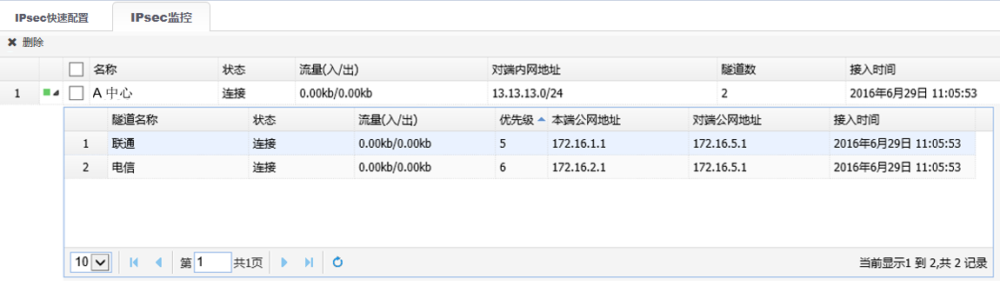 IPsec快速配置 IPsec监控
删除
名称 状态 流量(入/出) 对端内网地址 隧道数 接入时间
1 A 中心 连接 0.00kb/0.00kb 13.13.13.0/24 2 2016年6月29日 11:05:53
隧道名称 状态 流量(入/出) 优先级 本端公网地址 对端公网地址 接入时间
1 联通 连接 0.00kb/0.00kb 5 172.16.1.1 172.16.5.1 2016年6月29日 11:05:53
2 电信 连接 0.00kb/0.00kb 6 172.16.2.1 172.16.5.1 2016年6月29日 11:05:53
10 第 1 共1页 当前显示1 到 2,共 2 记录